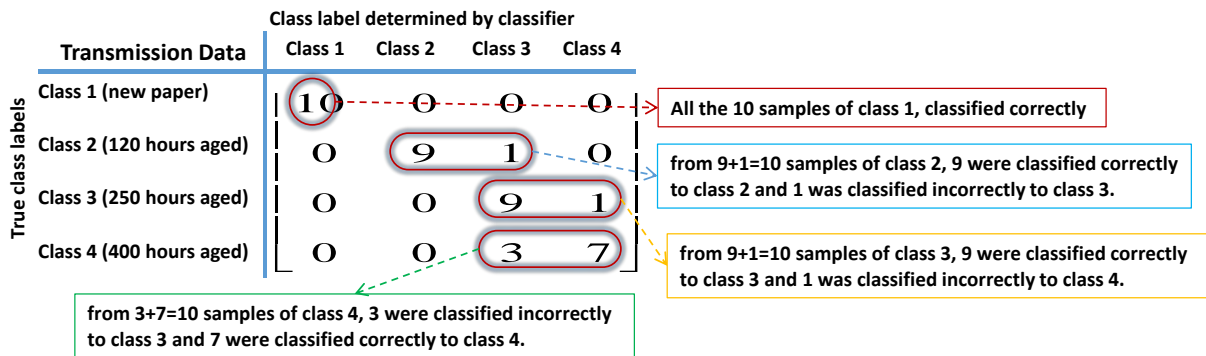 Class label determined by classifier
Transmission Data Class 1 Class 2 Class 3 Class 4
True class labels
Class 1 (new paper) 10 0 0 0
All the 10 samples of class 1, classified correctly
Class 2 (120 hours aged) 0 9 1 0
from 9+1=10 samples of class 2, 9 were classified correctly
to class 2 and 1 was classified incorrectly to class 3.
Class 3 (250 hours aged) 0 0 9 1
from 9+1=10 samples of class 3, 9 were classified correctly
to class 3 and 1 was classified incorrectly to class 4.
Class 4 (400 hours aged) 0 0 3 7
from 3+7=10 samples of class 4, 3 were classified incorrectly
to class 3 and 7 were classified correctly to class 4.